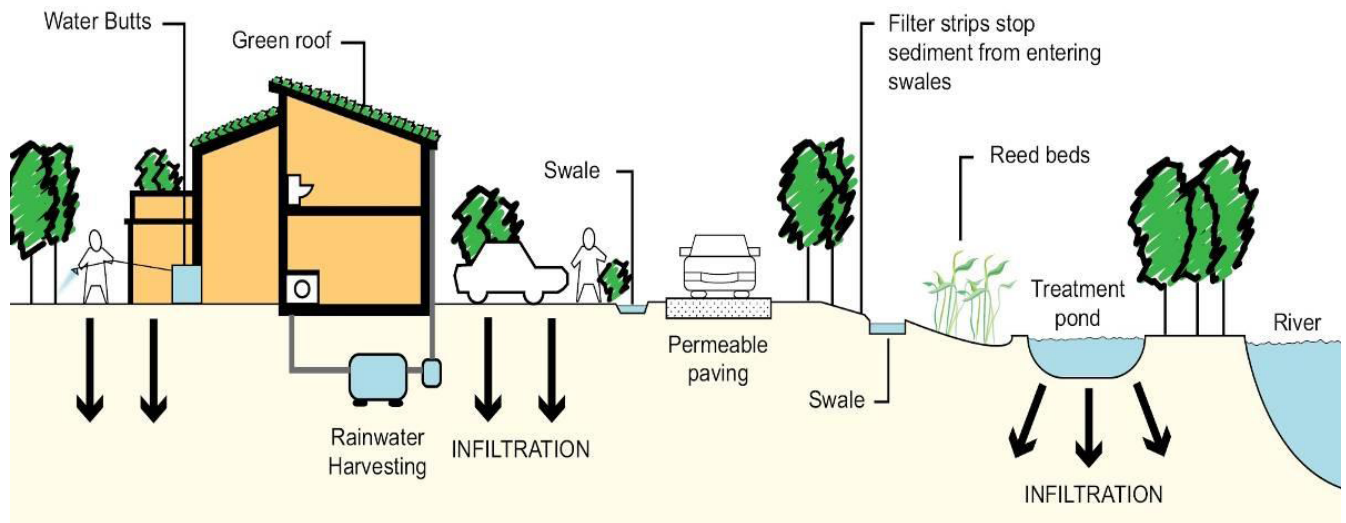 Water Butts
Green roof
Filter strips stop
sediment from entering
swales
Swale
Reed beds
Treatment
pond
River
Permeable
paving
Swale
Rainwater
Harvesting
INFILTRATION
INFILTRATION